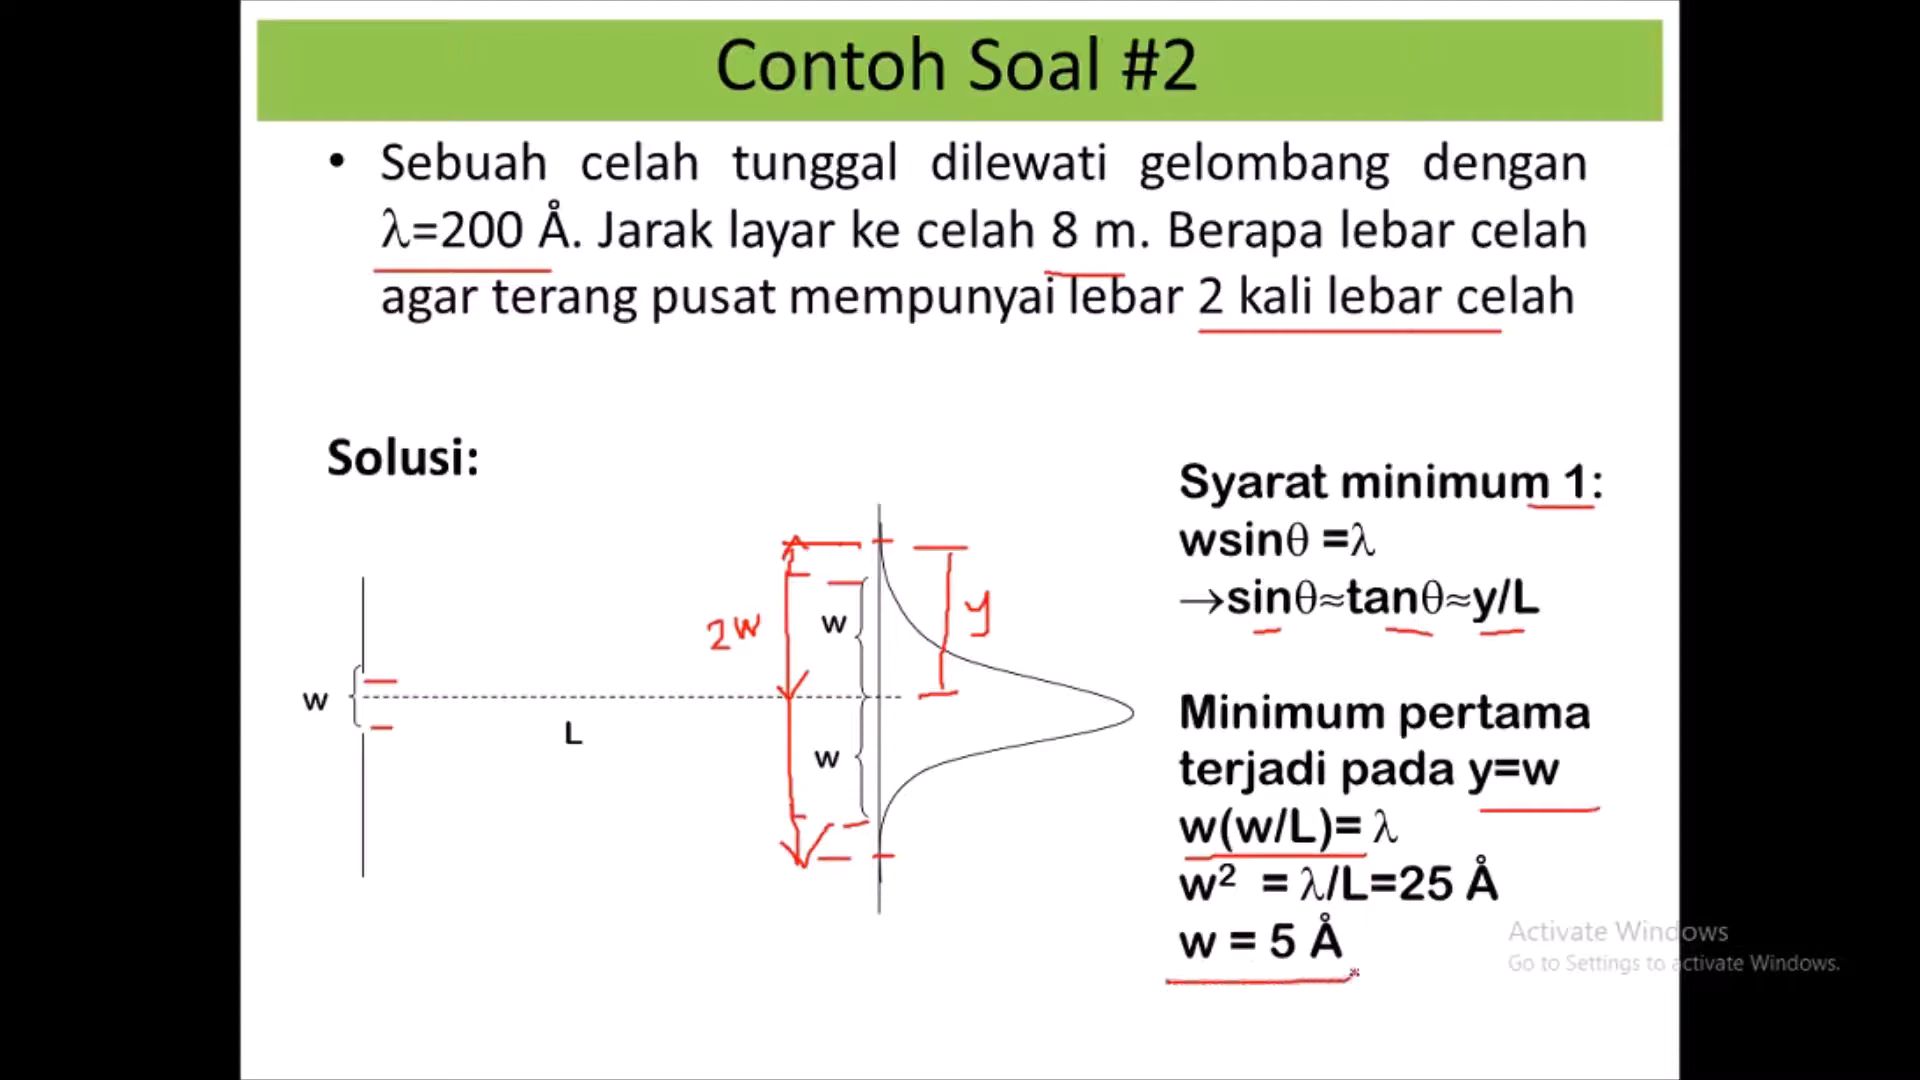 Contoh Soal #2
• Sebuah celah tunggal dilewati gelombang dengan
λ=200 Å. Jarak layar ke celah 8 m. Berapa lebar celah
agar terang pusat mempunyai lebar 2 kali lebar celah
Solusi:
Syarat minimum 1:
wsinθ =λ
→sinθ≈tanθ≈y/L
2W
w
y
w
L
w
Minimum pertama
terjadi pada y=w
w(w/L)= λ
w² = λ/L=25 Å
w = 5 Å
Activate Windows
Go to Settings to activate Windows.